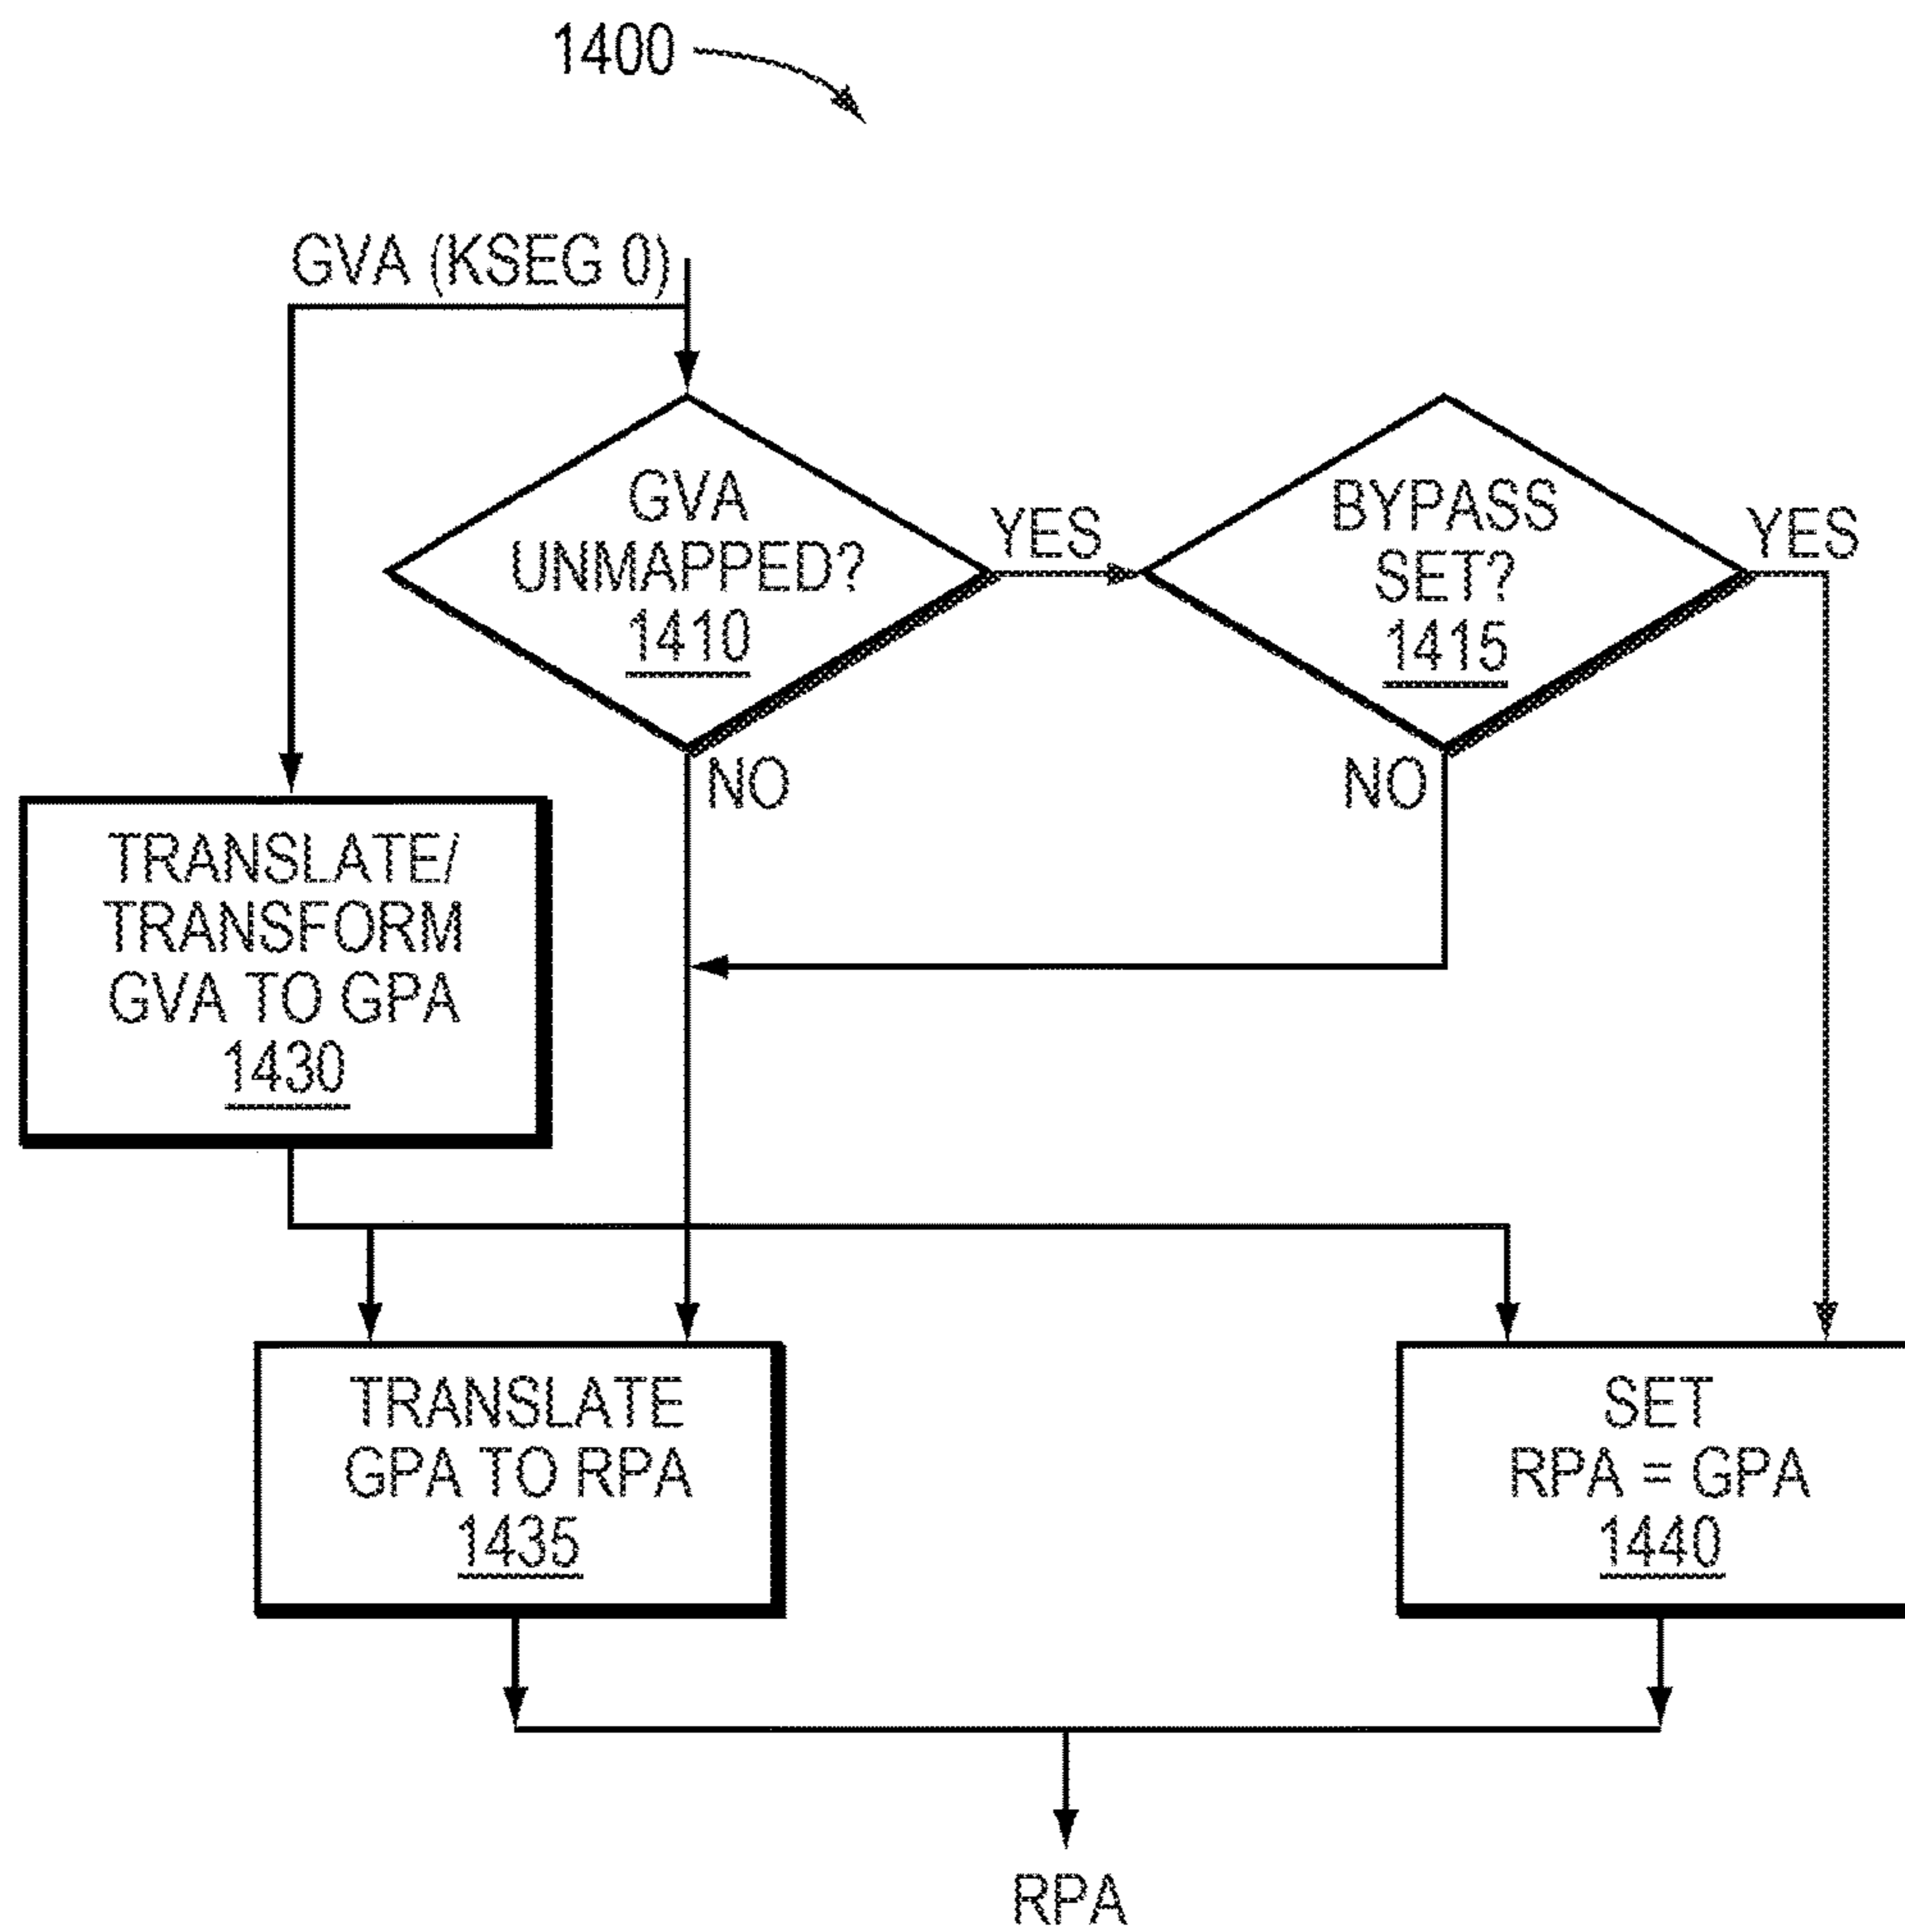 1400
GVA (KSEG 0)
GVA
UNMAPPED?
1410
YES
BYPASS
SET?
1415
YES
NO
NO
TRANSLATE/
TRANSFORM
GVA TO GPA
1430
TRANSLATE
GPA TO RPA
1435
SET
RPA = GPA
1440
RPA